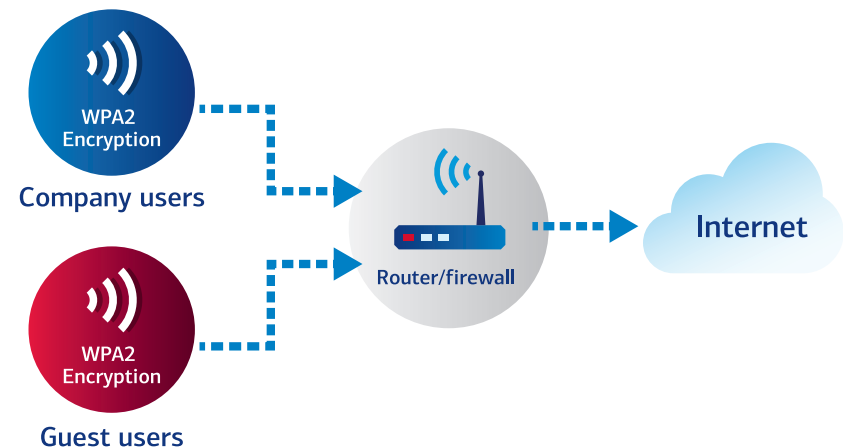 WPA2
Encryption
Company users
WPA2
Encryption
Guest users
Router/firewall
Internet